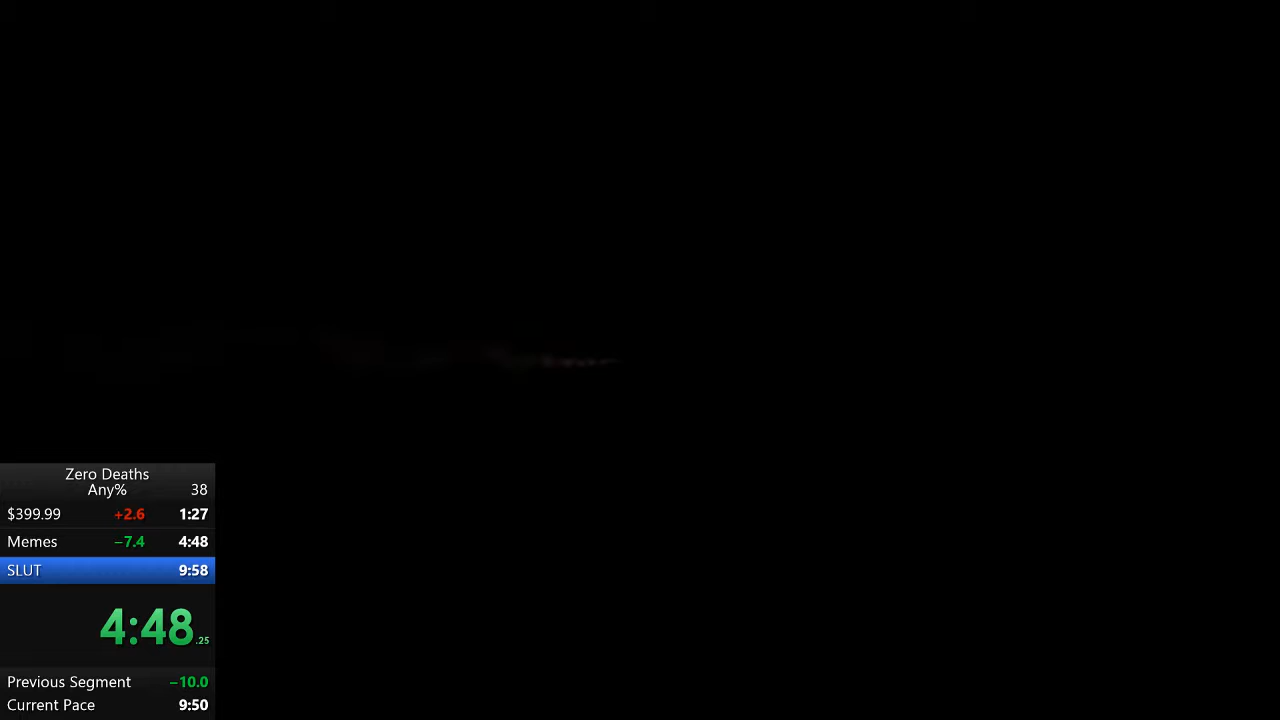 Zero Deaths
Any% 38
$399.99 +2.6 1:27
Memes −7.4 4:48
SLUT 9:58
4:48.25
Previous Segment −10.0
Current Pace 9:50